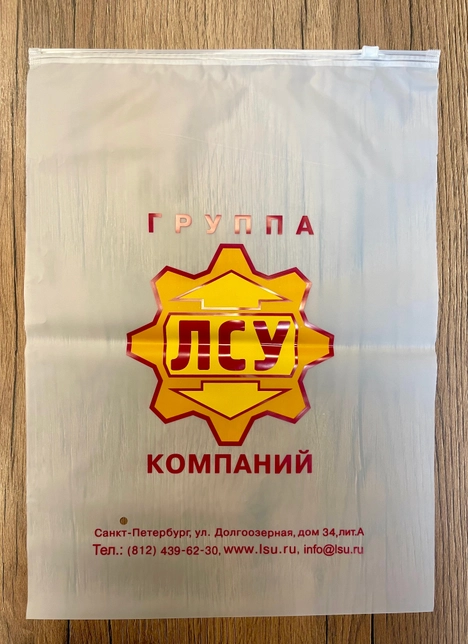 ГРУППА
ЛСУ
КОМПАНИЙ
Санкт-Петербург, ул. Долгоозерная, дом 34,лит.А
Тел.: (812) 439-62-30, www.lsu.ru, info@lsu.ru